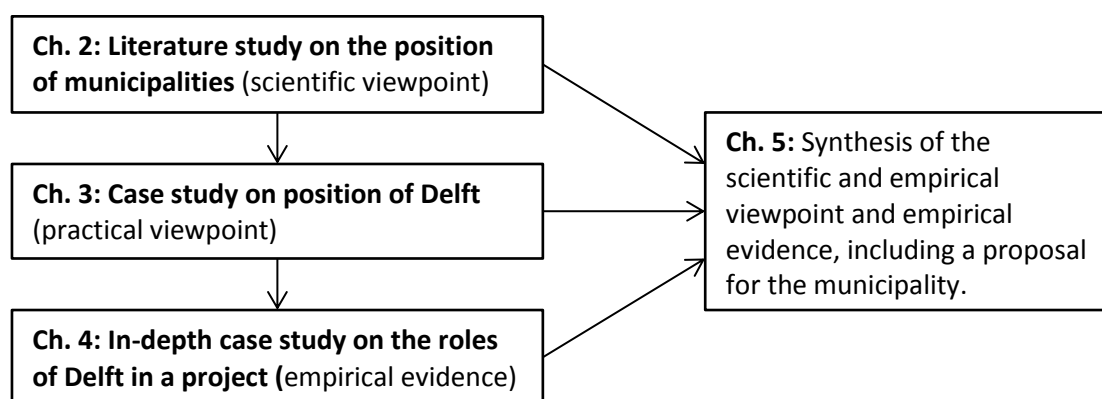 Ch. 2: Literature study on the position
of municipalities (scientific viewpoint)
Ch. 3: Case study on position of Delft
(practical viewpoint)
Ch. 4: In-depth case study on the roles
of Delft in a project (empirical evidence)
Ch. 5: Synthesis of the
scientific and empirical
viewpoint and empirical
evidence, including a proposal
for the municipality.